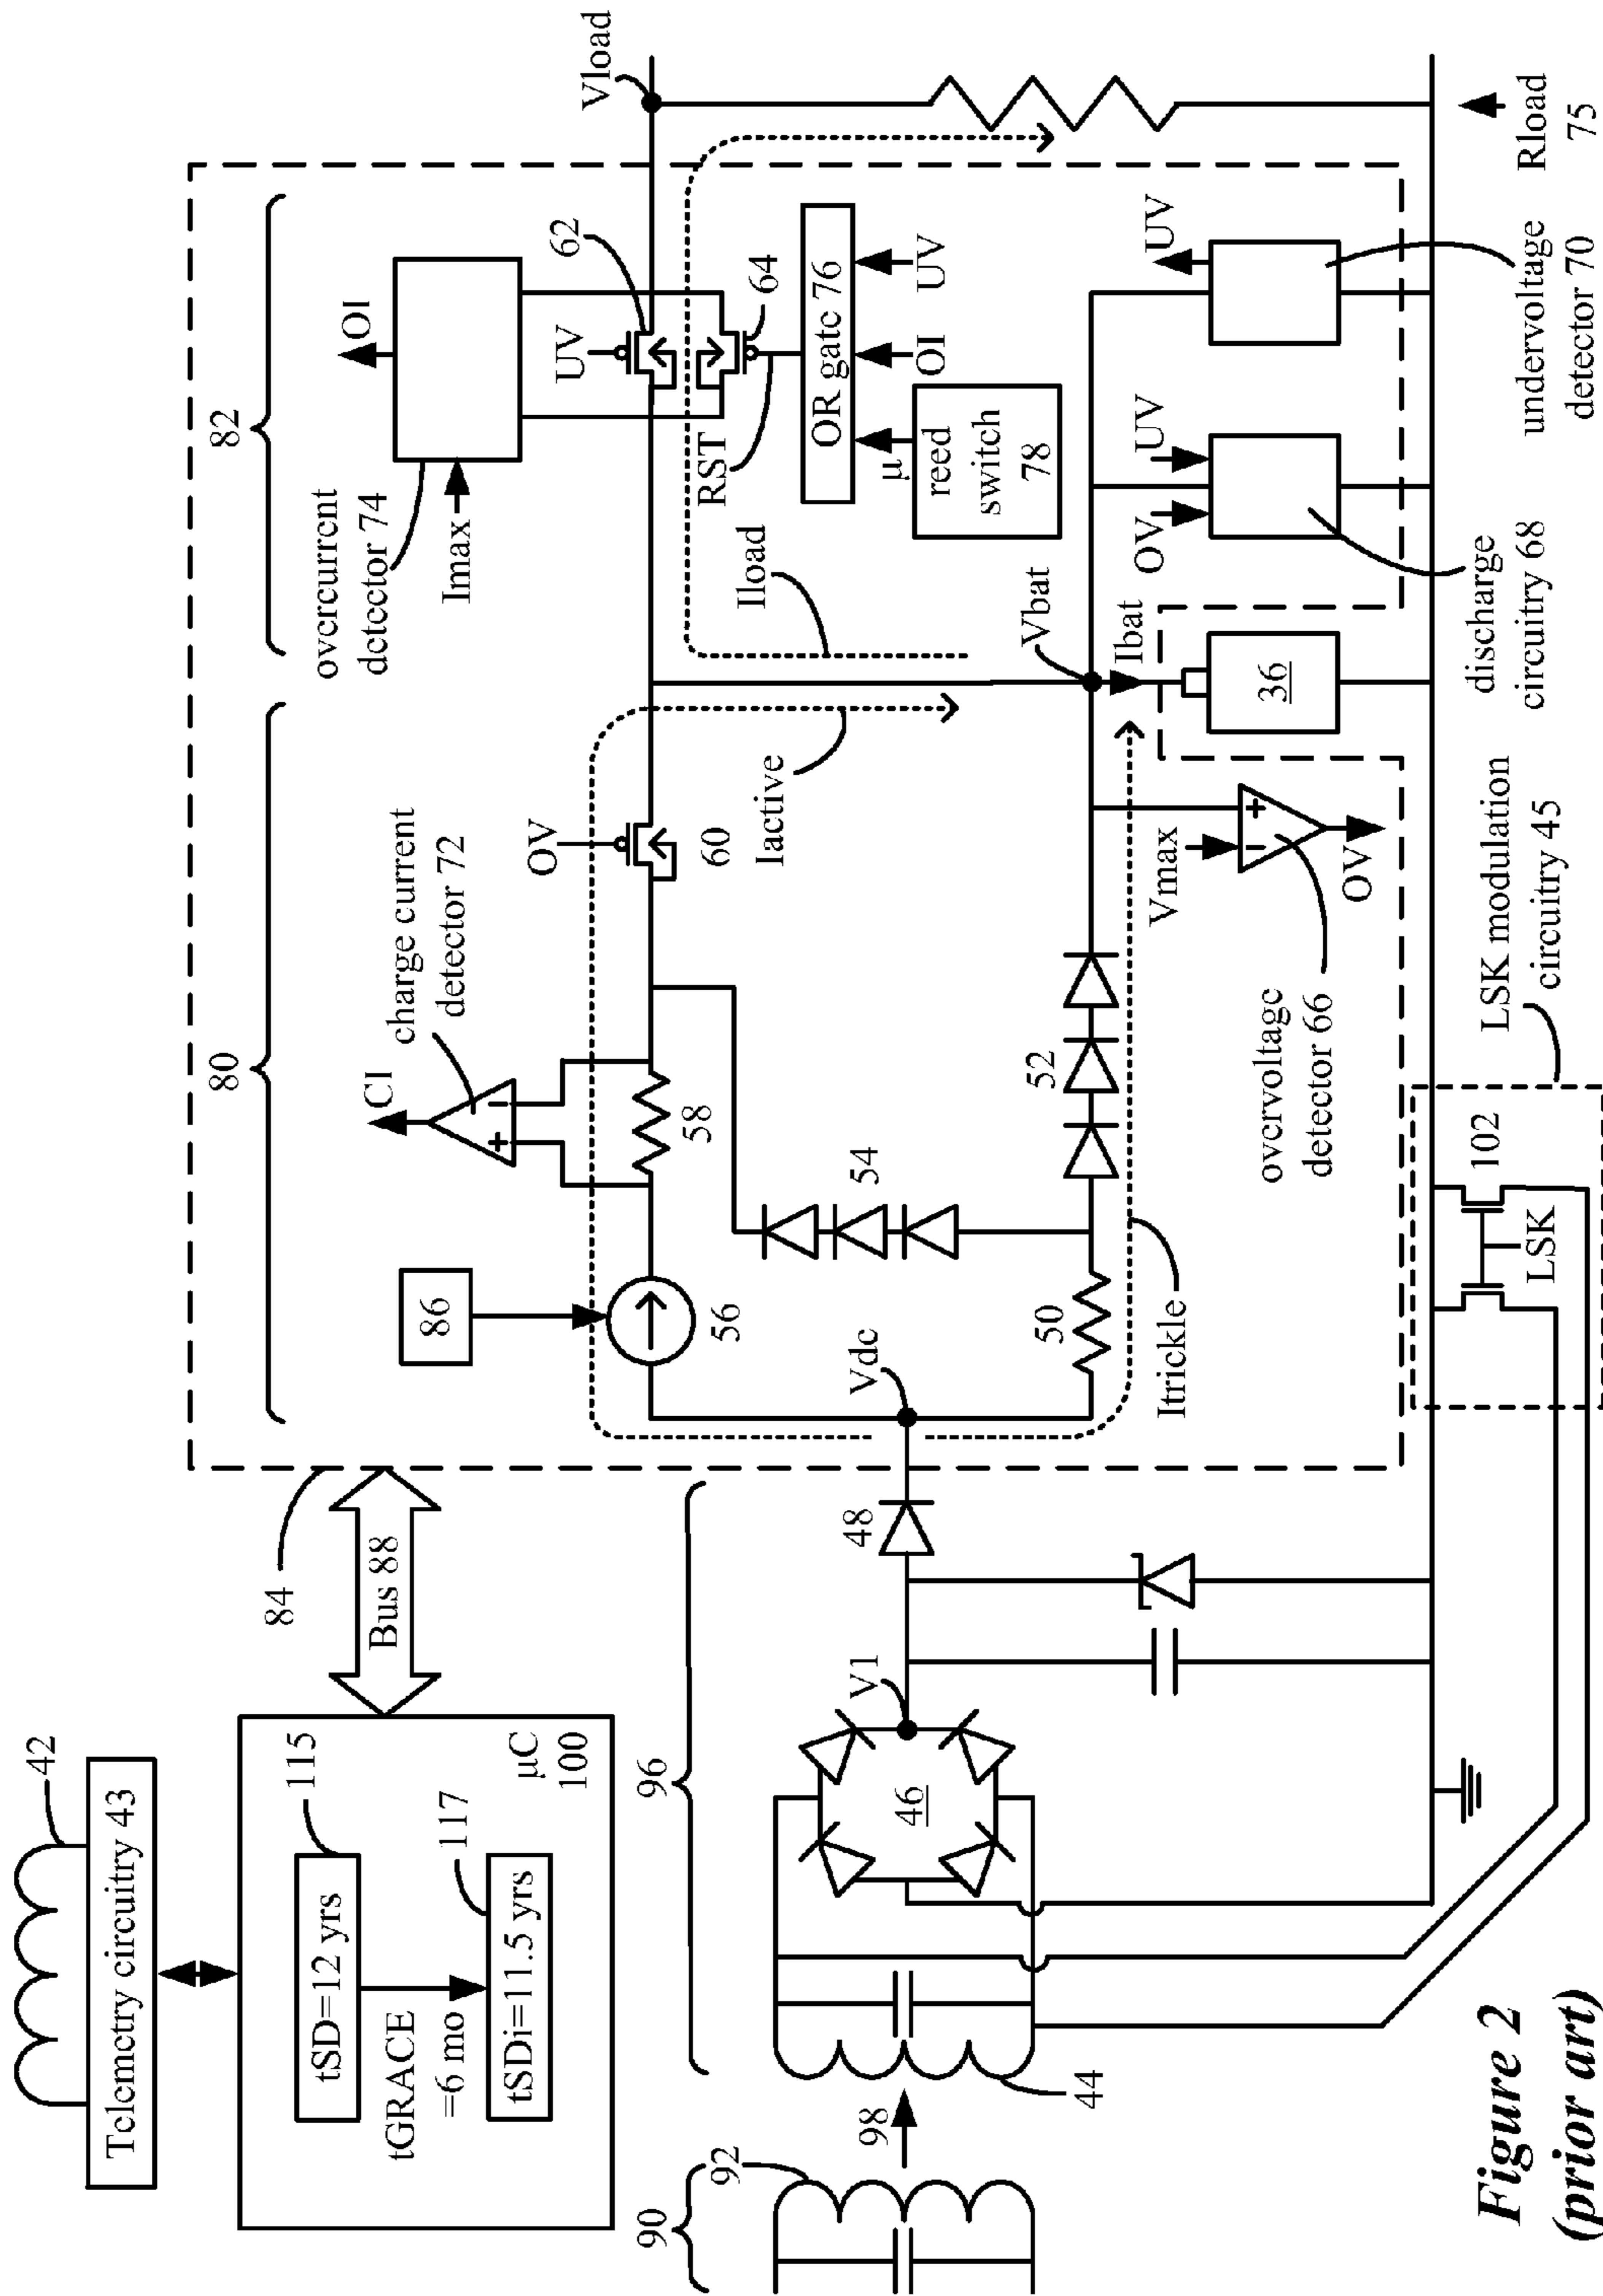 42
Telemetry circuitry 43
tSD=12 yrs
115
tGRACE
=6 mo
tSDi=11.5 yrs
117
µC
100
Bus 88
84
80
82
86
56
CI
charge current
detector 72
58
OV
60
overcurrent
detector 74
Imax
OI
UV
62
64
RST
OR gate 76
µ
OI
UV
reed
switch
78
Vload
Iload
Iactive
54
Vdc
50
52
Itrickle
Vbat
Ibat
36
Vmax
OV
overvoltage
detector 66
OV
UV
discharge
circuitry 68
UV
undervoltage
detector 70
Rload
75
90
92
98
44
96
46
V1
48
LSK modulation
circuitry 45
102
LSK
Figure 2
(prior art)